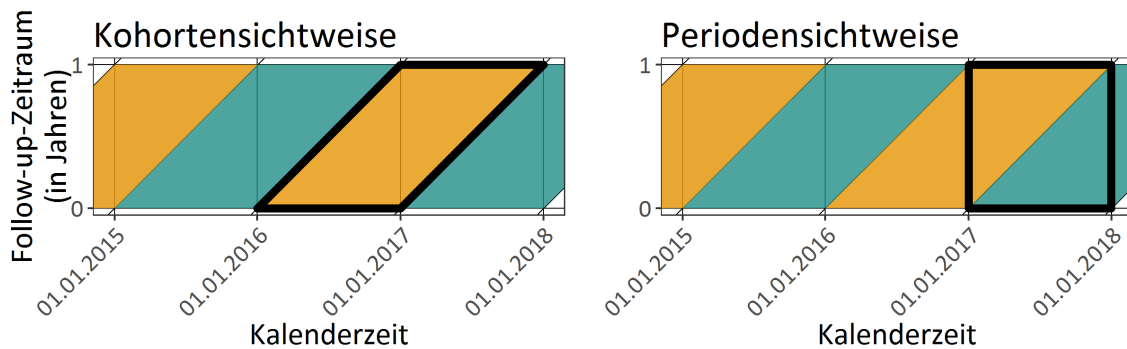 Kohortensichtweise
Follow-up-Zeitraum
(in Jahren)
1
0
01.01.2015
01.01.2016
01.01.2017
01.01.2018
Kalenderzeit
Periodensichtweise
1
0
01.01.2015
01.01.2016
01.01.2017
01.01.2018
Kalenderzeit